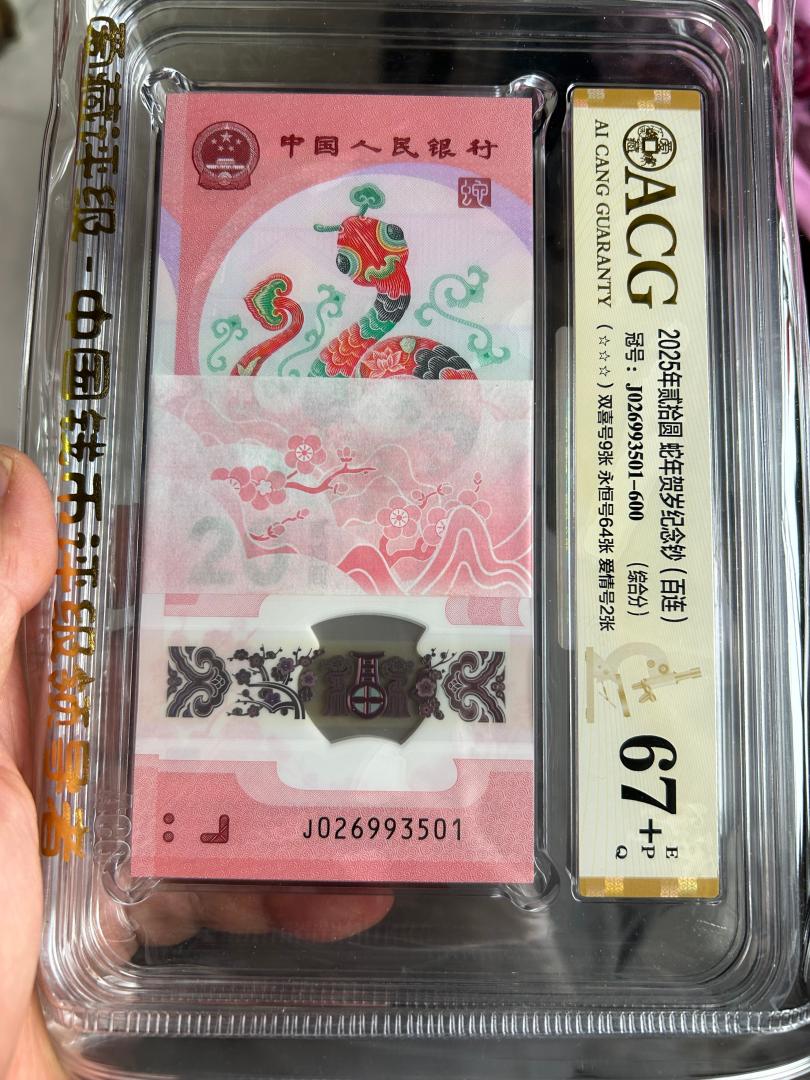 爱藏评级 - 中国钱币评级领导者
中国人民银行
蛇
20
J026993501
ACG
AI CANG GUARANTY
2025年贰拾圆 蛇年贺岁纪念钞（百连）
冠号：J026993501-600 （综合分）
（☆☆☆）双喜号9张 永恒号64张 爱情号2张
67+
EPQ